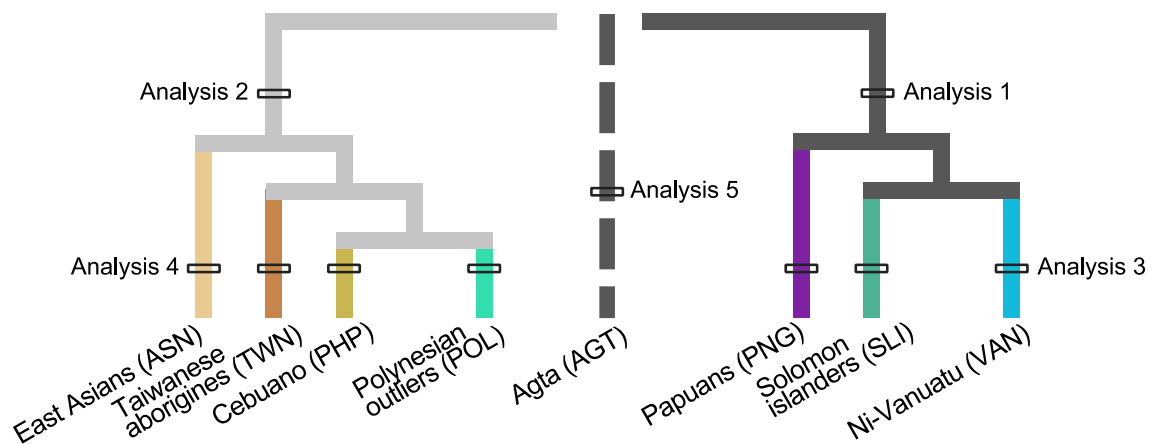 Analysis 2
Analysis 1
Analysis 5
Analysis 4
Analysis 3
East Asians (ASN)
Taiwanese
aborigines (TWN)
Cebuano (PHP)
Polynesian
outliers (POL)
Agta (AGT)
Papuans (PNG)
Solomon
islanders (SLI)
Ni-Vanuatu (VAN)